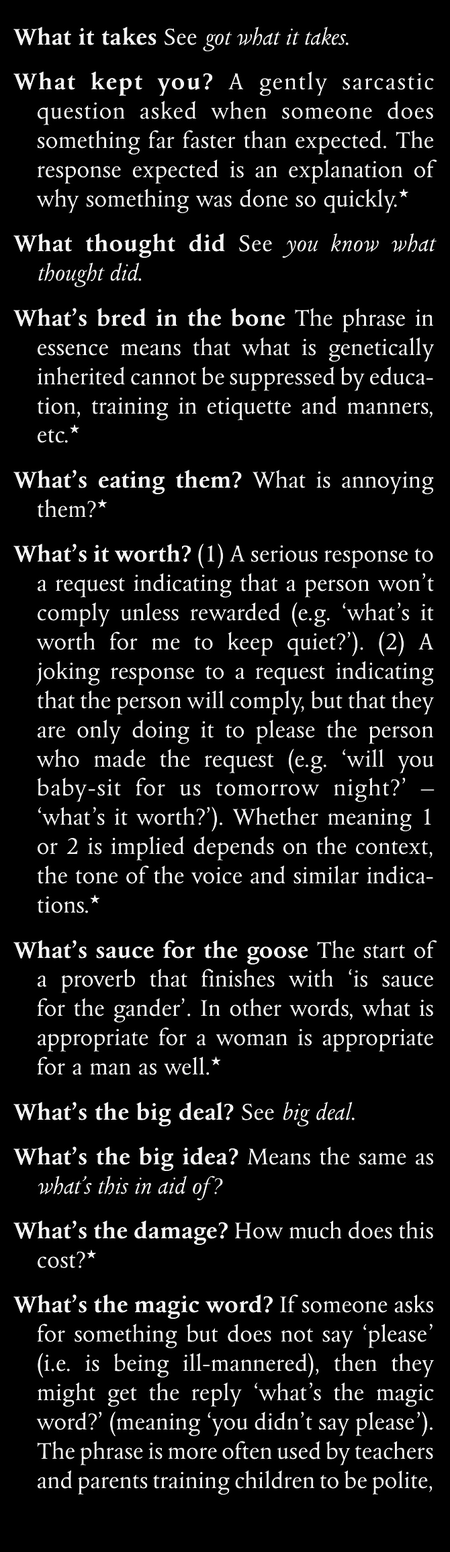 What it takes See got what it takes.
What kept you? A gently sarcastic
question asked when someone does
something far faster than expected. The
response expected is an explanation of
why something was done so quickly.★
What thought did See you know what
thought did.
What’s bred in the bone The phrase in
essence means that what is genetically
inherited cannot be suppressed by educa-
tion, training in etiquette and manners,
etc.★
What’s eating them? What is annoying
them?★
What’s it worth? (1) A serious response to
a request indicating that a person won’t
comply unless rewarded (e.g. ‘what’s it
worth for me to keep quiet?’). (2) A
joking response to a request indicating
that the person will comply, but that they
are only doing it to please the person
who made the request (e.g. ‘will you
baby-sit for us tomorrow night?’ –
‘what’s it worth?’). Whether meaning 1
or 2 is implied depends on the context,
the tone of the voice and similar indica-
tions.★
What’s sauce for the goose The start of
a proverb that finishes with ‘is sauce
for the gander’. In other words, what is
appropriate for a woman is appropriate
for a man as well.★
What’s the big deal? See big deal.
What’s the big idea? Means the same as
what’s this in aid of?
What’s the damage? How much does this
cost?★
What’s the magic word? If someone asks
for something but does not say ‘please’
(i.e. is being ill-mannered), then they
might get the reply ‘what’s the magic
word?’ (meaning ‘you didn’t say please’).
The phrase is more often used by teachers
and parents training children to be polite,